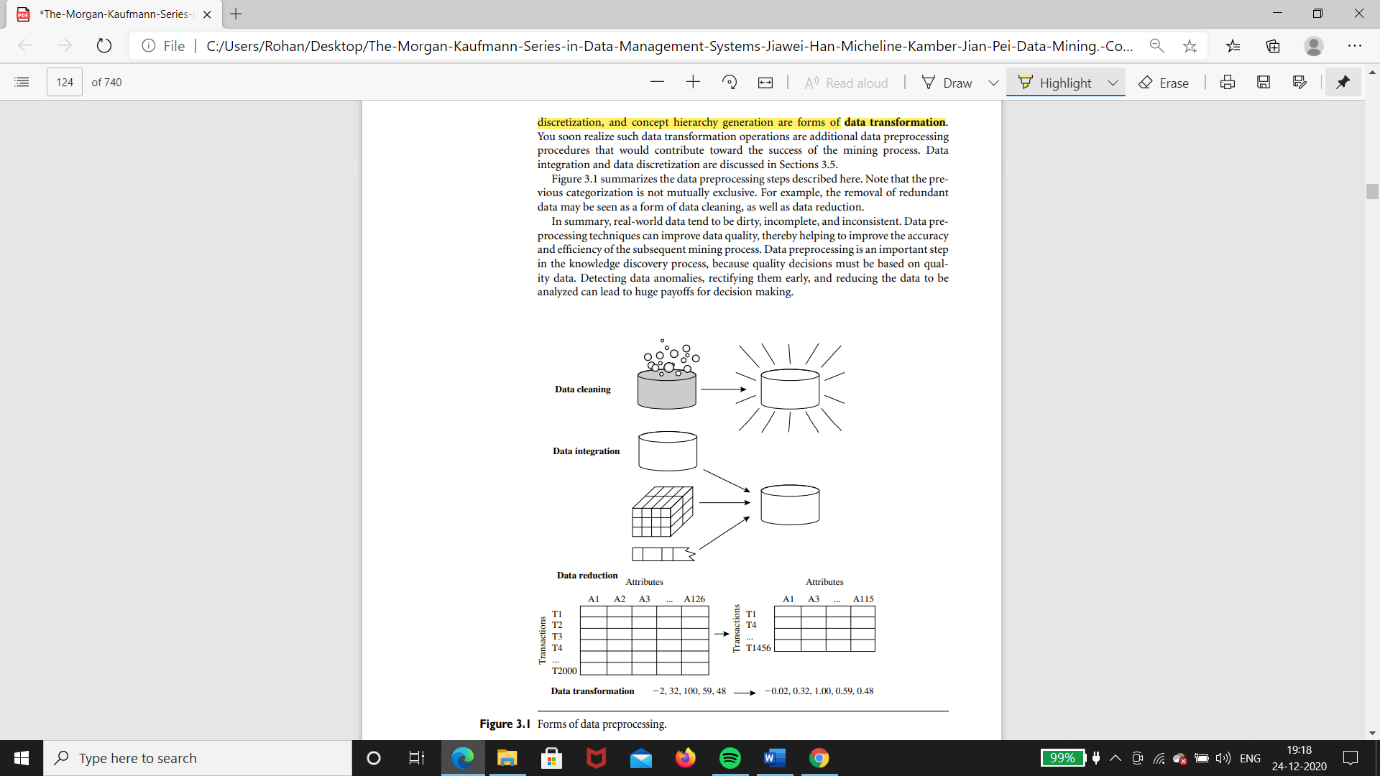 *The-Morgan-Kaufmann-Series-
File | C:/Users/Rohan/Desktop/The-Morgan-Kaufmann-Series-in-Data-Management-Systems-Jiawei-Han-Micheline-Kamber-Jian-Pei-Data-Mining.-Co...
124 of 740
Read aloud
Draw
Highlight
Erase
discretization, and concept hierarchy generation are forms of data transformation.
You soon realize such data transformation operations are additional data preprocessing
procedures that would contribute toward the success of the mining process. Data
integration and data discretization are discussed in Sections 3.5.
Figure 3.1 summarizes the data preprocessing steps described here. Note that the pre-
vious categorization is not mutually exclusive. For example, the removal of redundant
data may be seen as a form of data cleaning, as well as data reduction.
In summary, real-world data tend to be dirty, incomplete, and inconsistent. Data pre-
processing techniques can improve data quality, thereby helping to improve the accuracy
and efficiency of the subsequent mining process. Data preprocessing is an important step
in the knowledge discovery process, because quality decisions must be based on qual-
ity data. Detecting data anomalies, rectifying them early, and reducing the data to be
analyzed can lead to huge payoffs for decision making.
Data cleaning
Data integration
Data reduction
Attributes
Attributes
A1 A2 A3 ... A126
A1 A3 ... A115
Transactions
T1
T2
T3
T4
...
T2000
Transactions
T1
T4
...
T1456
Data transformation −2, 32, 100, 59, 48 −0.02, 0.32, 1.00, 0.59, 0.48
Figure 3.1 Forms of data preprocessing.
Type here to search
99%
ENG
19:18
24-12-2020